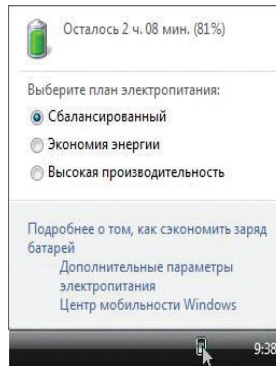 Осталось 2 ч. 08 мин. (81%)
Выберите план электропитания:
Сбалансированный
Экономия энергии
Высокая производительность
Подробнее о том, как сэкономить заряд
батарей
Дополнительные параметры
электропитания
Центр мобильности Windows
9:38